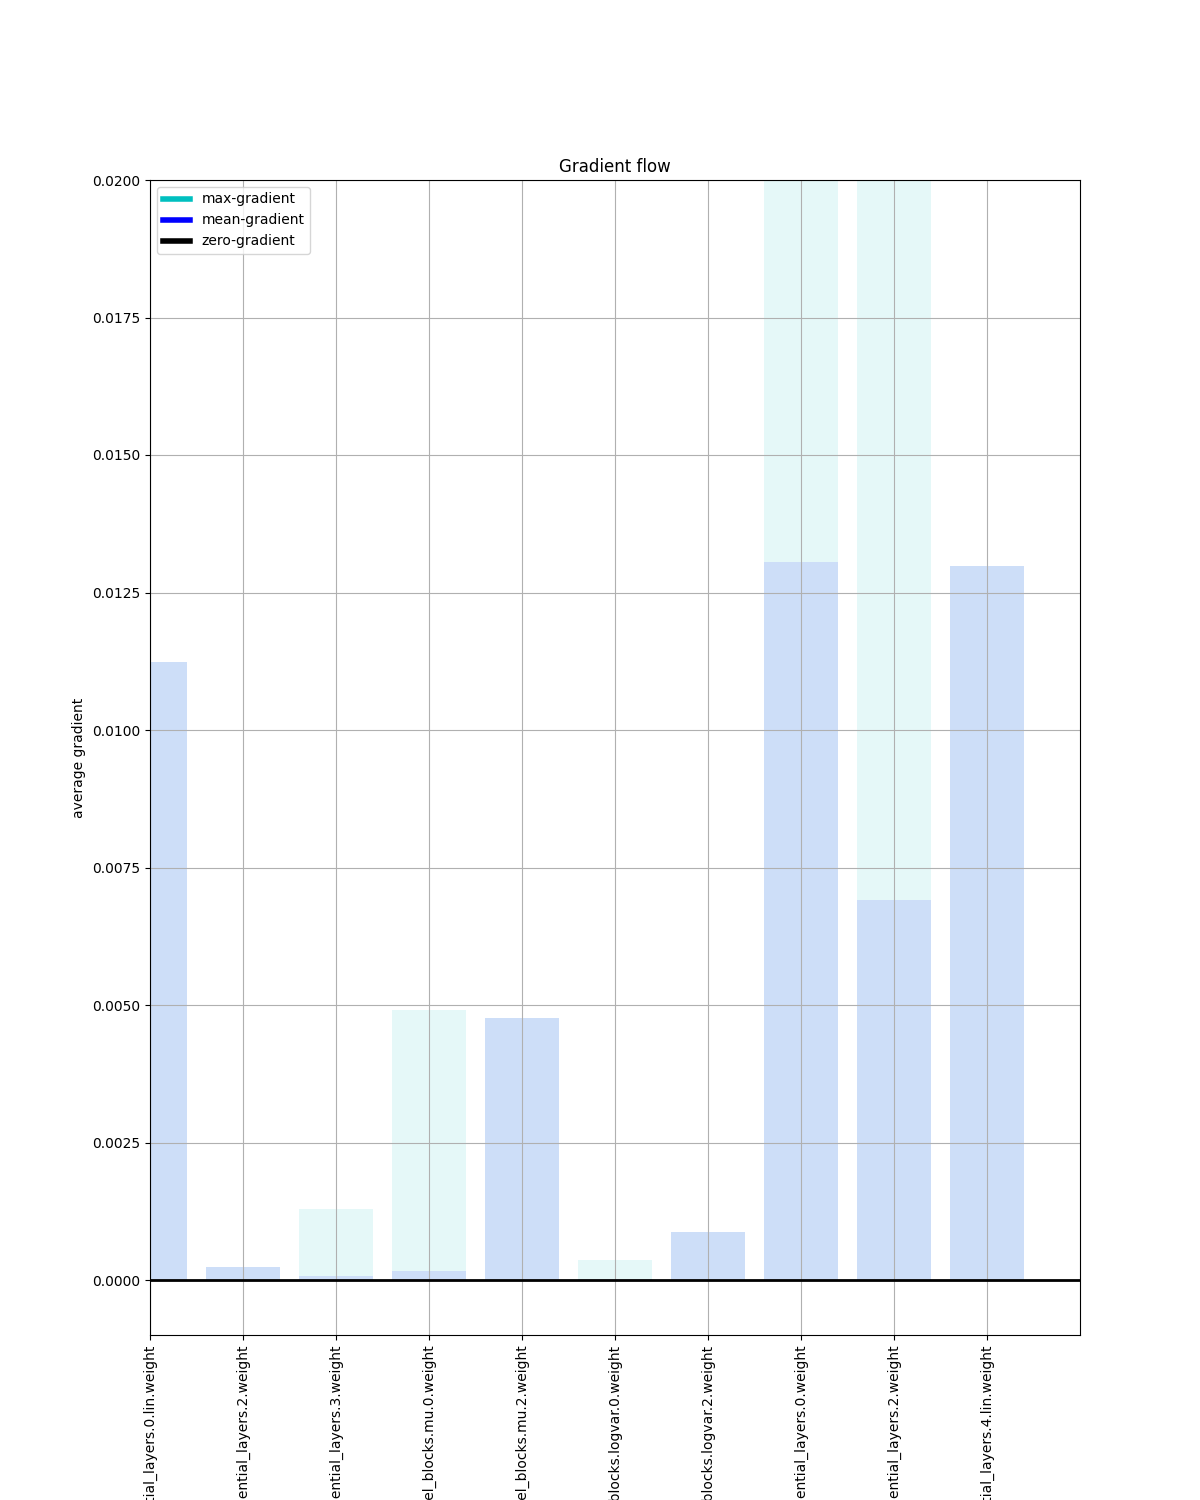 Gradient flow
max-gradient
mean-gradient
zero-gradient
0.0200
0.0175
0.0150
0.0125
0.0100
0.0075
0.0050
0.0025
0.0000
average gradient
tial_layers.0.lin.weight
ential_layers.2.weight
ential_layers.3.weight
el_blocks.mu.0.weight
el_blocks.mu.2.weight
blocks.logvar.0.weight
blocks.logvar.2.weight
ential_layers.0.weight
ential_layers.2.weight
tial_layers.4.lin.weight